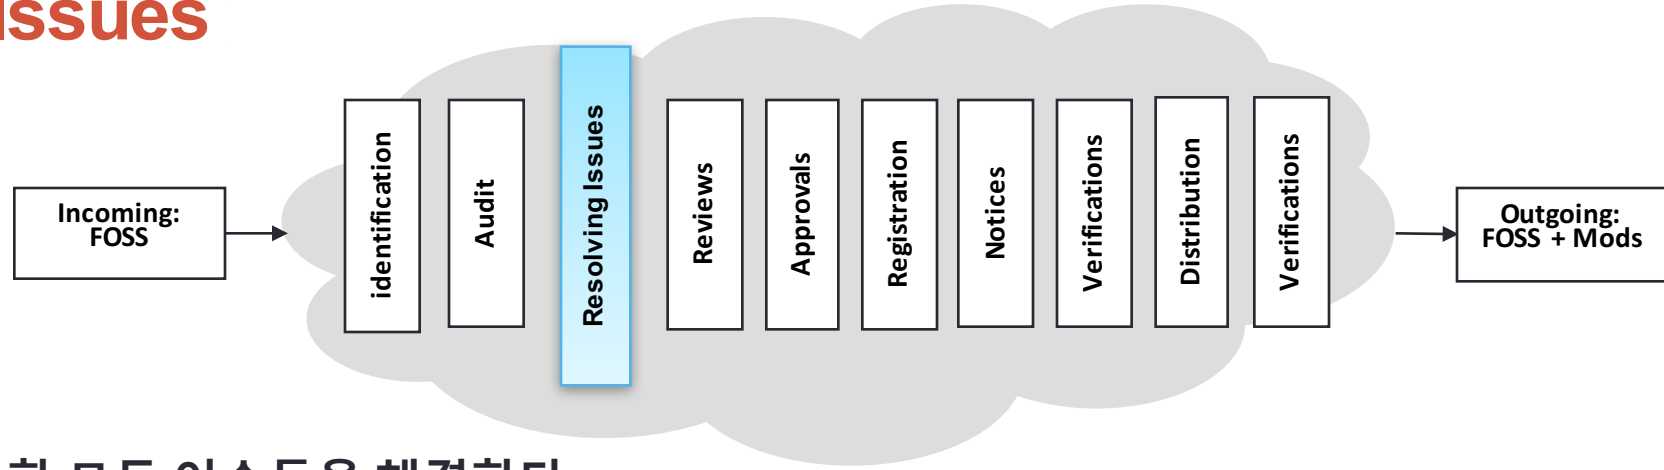 Issues
Incoming:
FOSS
identification
Audit
Resolving Issues
Reviews
Approvals
Registration
Notices
Verifications
Distribution
Verifications
Outgoing:
FOSS + Mods